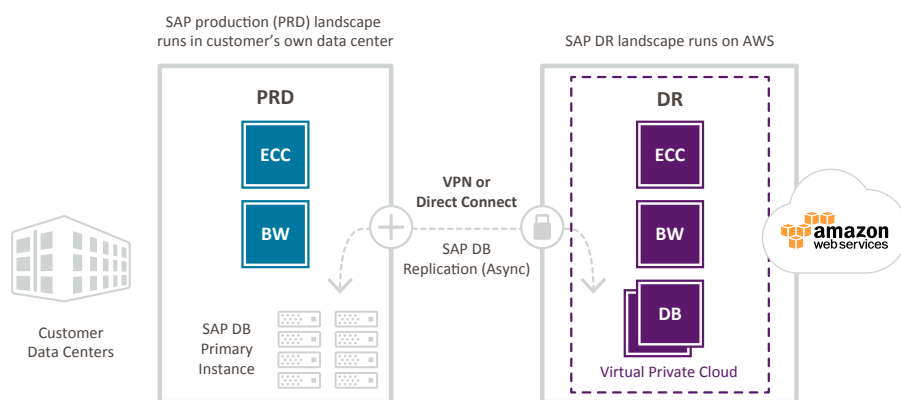 SAP production (PRD) landscape
runs in customer's own data center
SAP DR landscape runs on AWS
PRD
DR
ECC
ECC
VPN or
Direct Connect
BW
BW
amazon
webservices
SAP DB
Replication (Async)
DB
Customer
Data Centers
SAP DB
Primary
Instance
Virtual Private Cloud